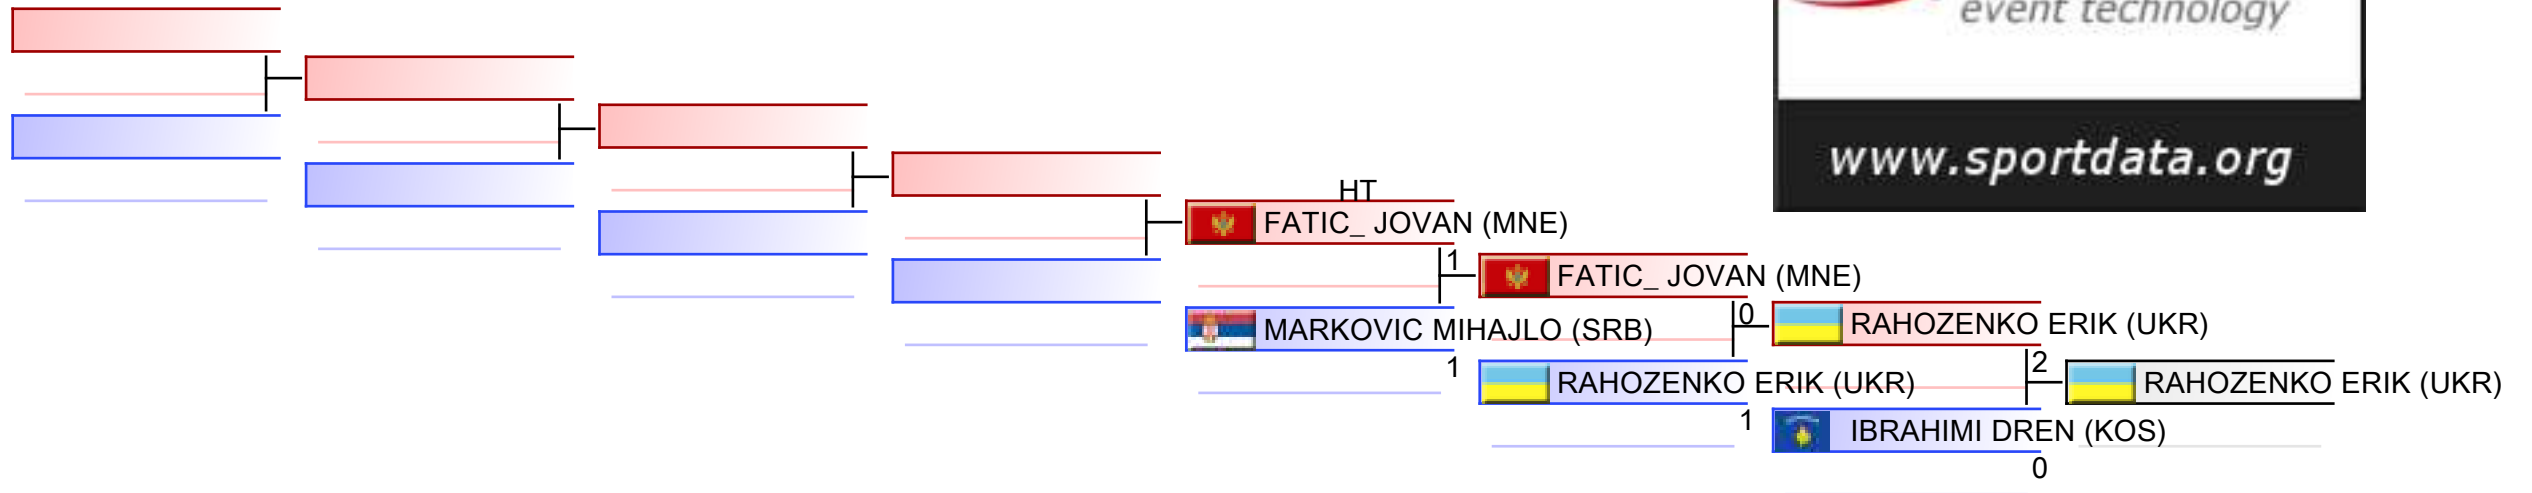 event technology
www.sportdata.org
HT
FATIC_ JOVAN (MNE)
1
FATIC_ JOVAN (MNE)
MARKOVIC MIHAJLO (SRB)
1
0
RAHOZENKO ERIK (UKR)
RAHOZENKO ERIK (UKR)
1
2
RAHOZENKO ERIK (UKR)
IBRAHIMI DREN (KOS)
0